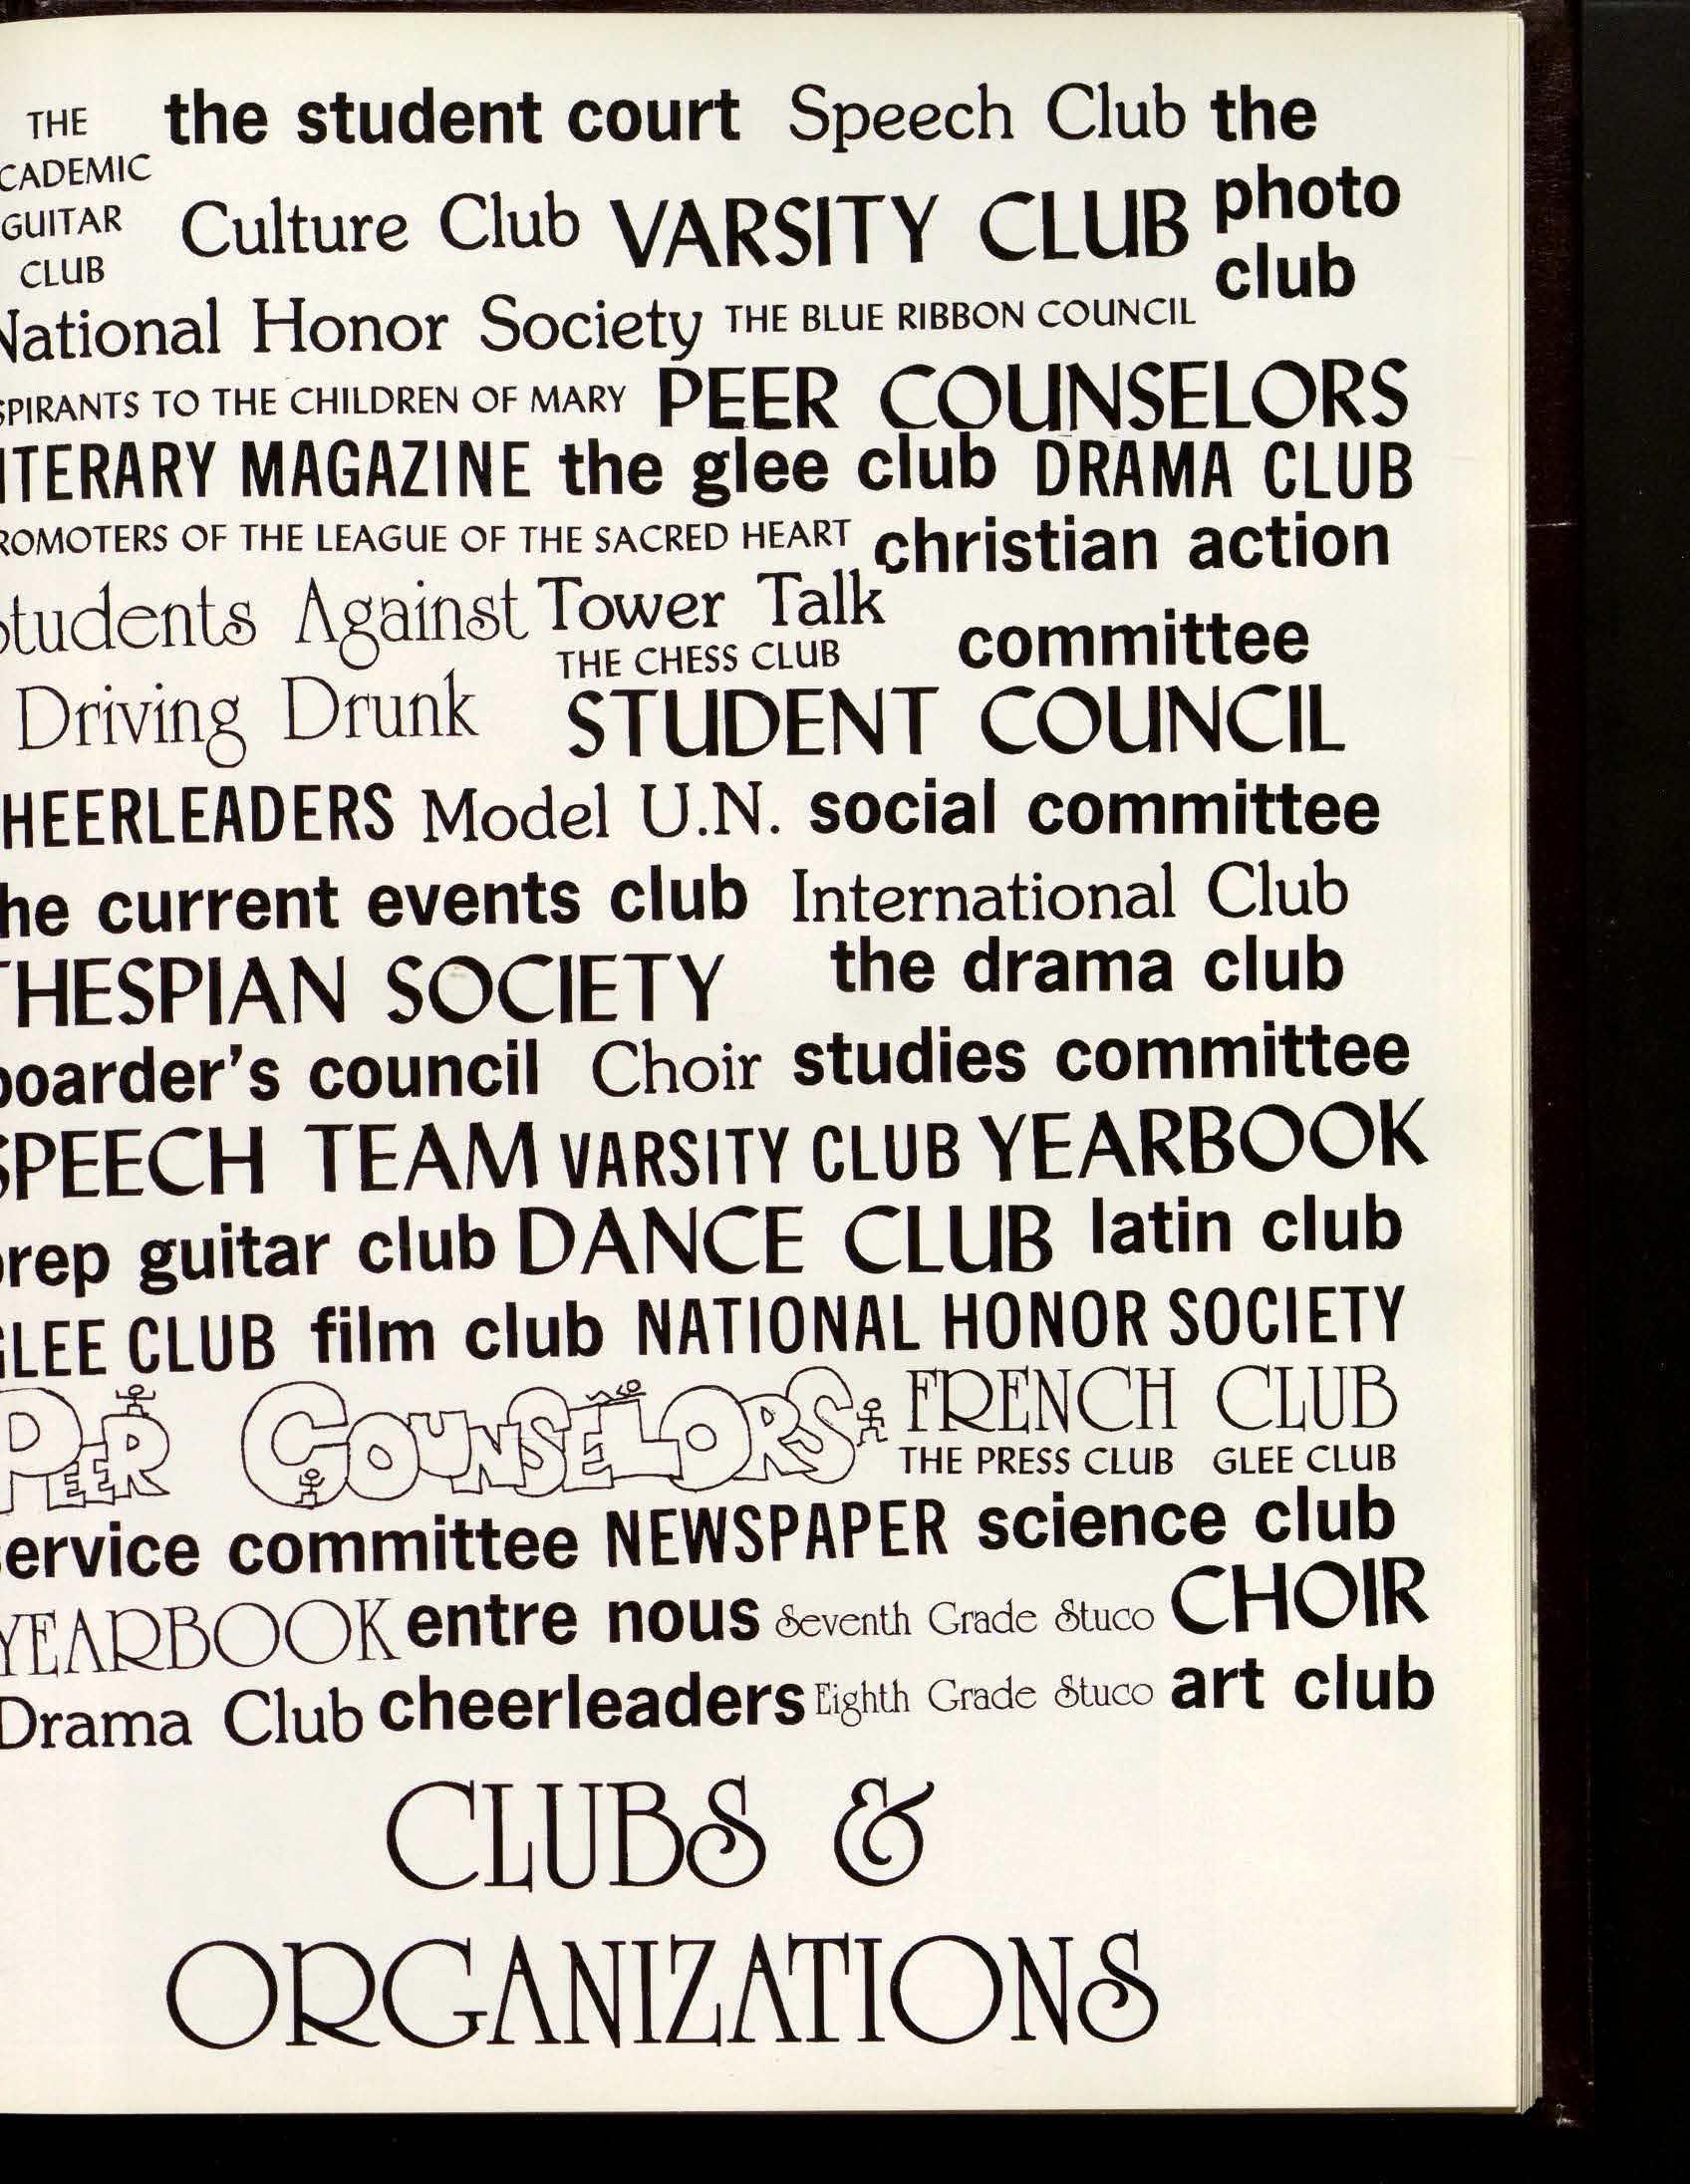 THE the student court Speech Club the
CADEMIC
GUITAR Culture Club VARSITY CLUB photo
CLUB club
National Honor Society THE BLUE RIBBON COUNCIL
SPIRANTS TO THE CHILDREN OF MARY PEER COUNSELORS
ITERARY MAGAZINE the glee club DRAMA CLUB
ROMOTERS OF THE LEAGUE OF THE SACRED HEART christian action
Students Against Tower Talk committee
THE CHESS CLUB
Driving Drunk STUDENT COUNCIL
HEERLEADERS Model U.N. social committee
he current events club International Club
THESPIAN SOCIETY the drama club
boarder's council Choir studies committee
SPEECH TEAM VARSITY CLUB YEARBOOK
prep guitar club DANCE CLUB latin club
GLEE CLUB film club NATIONAL HONOR SOCIETY
PEER COUNSELORS FRENCH CLUB
THE PRESS CLUB GLEE CLUB
service committee NEWSPAPER science club
YEARBOOK entre nous Seventh Grade Stuco CHOIR
Drama Club cheerleaders Eighth Grade Stuco art club
CLUBS &
ORGANIZATIONS